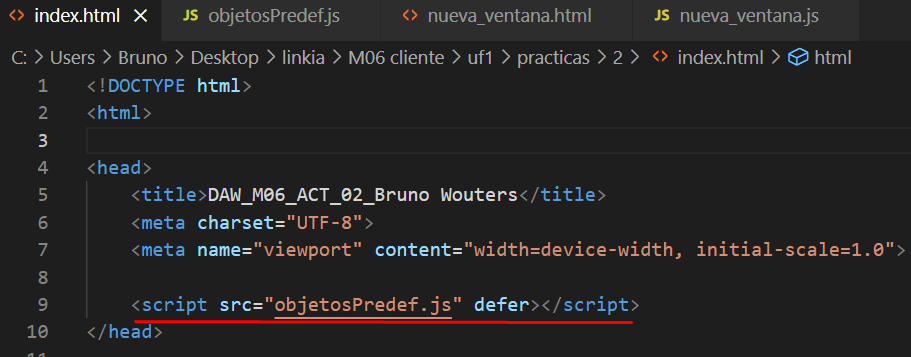 index.html JS objetosPredef.js nueva_ventana.html JS nueva_ventana.js
C: > Users > Bruno > Desktop > linkia > M06 cliente > uf1 > practicas > 2 > index.html > html
1 <!DOCTYPE html>
2 <html>
3
4 <head>
5 <title>DAW_M06_ACT_02_Bruno Wouters</title>
6 <meta charset="UTF-8">
7 <meta name="viewport" content="width=device-width, initial-scale=1.0">
8
9 <script src="objetosPredef.js" defer></script>
10 </head>
11